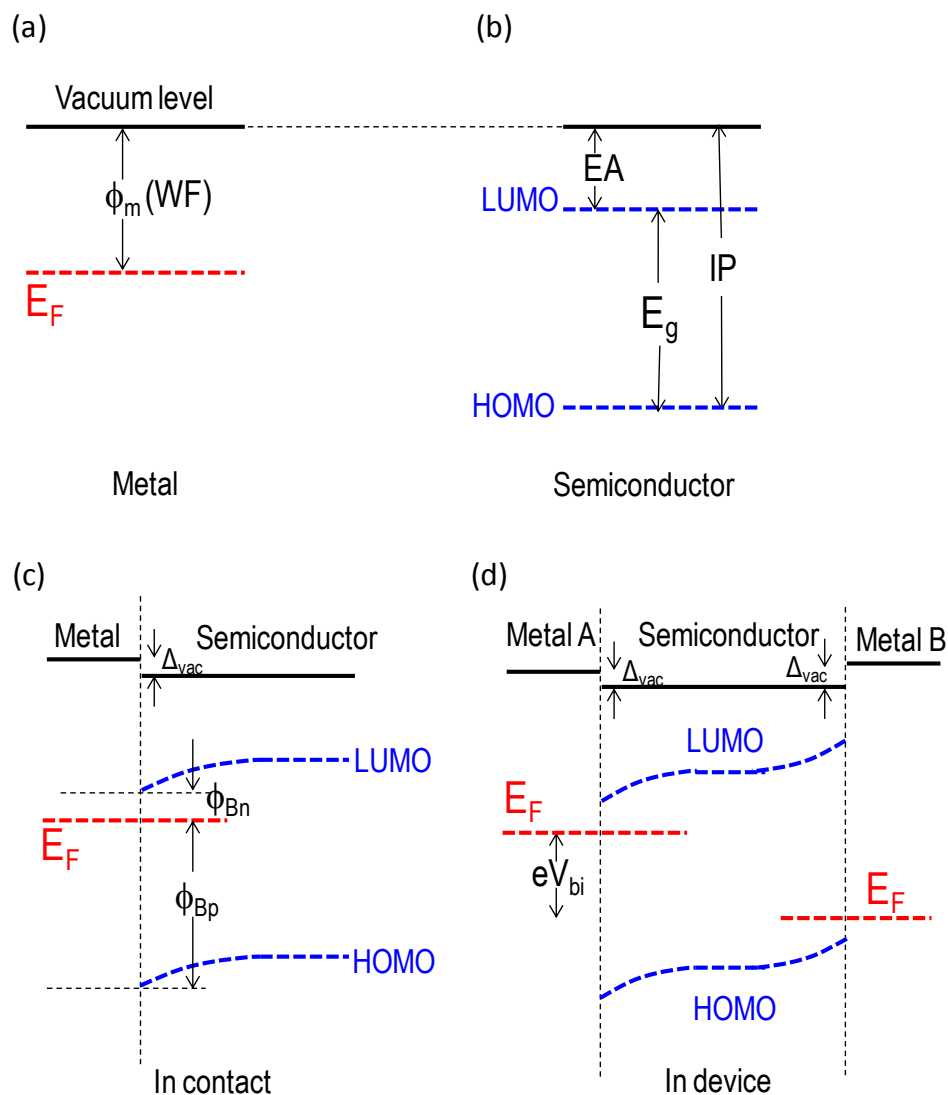 (a)
(b)
Vacuum level
ϕm (WF)
EF
EA
LUMO
IP
Eg
HOMO
Metal
Semiconductor
(c)
(d)
Metal
Semiconductor
Δvac
LUMO
ϕBn
EF
ϕBp
HOMO
In contact
Metal A
Semiconductor
Metal B
Δvac
Δvac
LUMO
EF
eVbi
EF
HOMO
In device